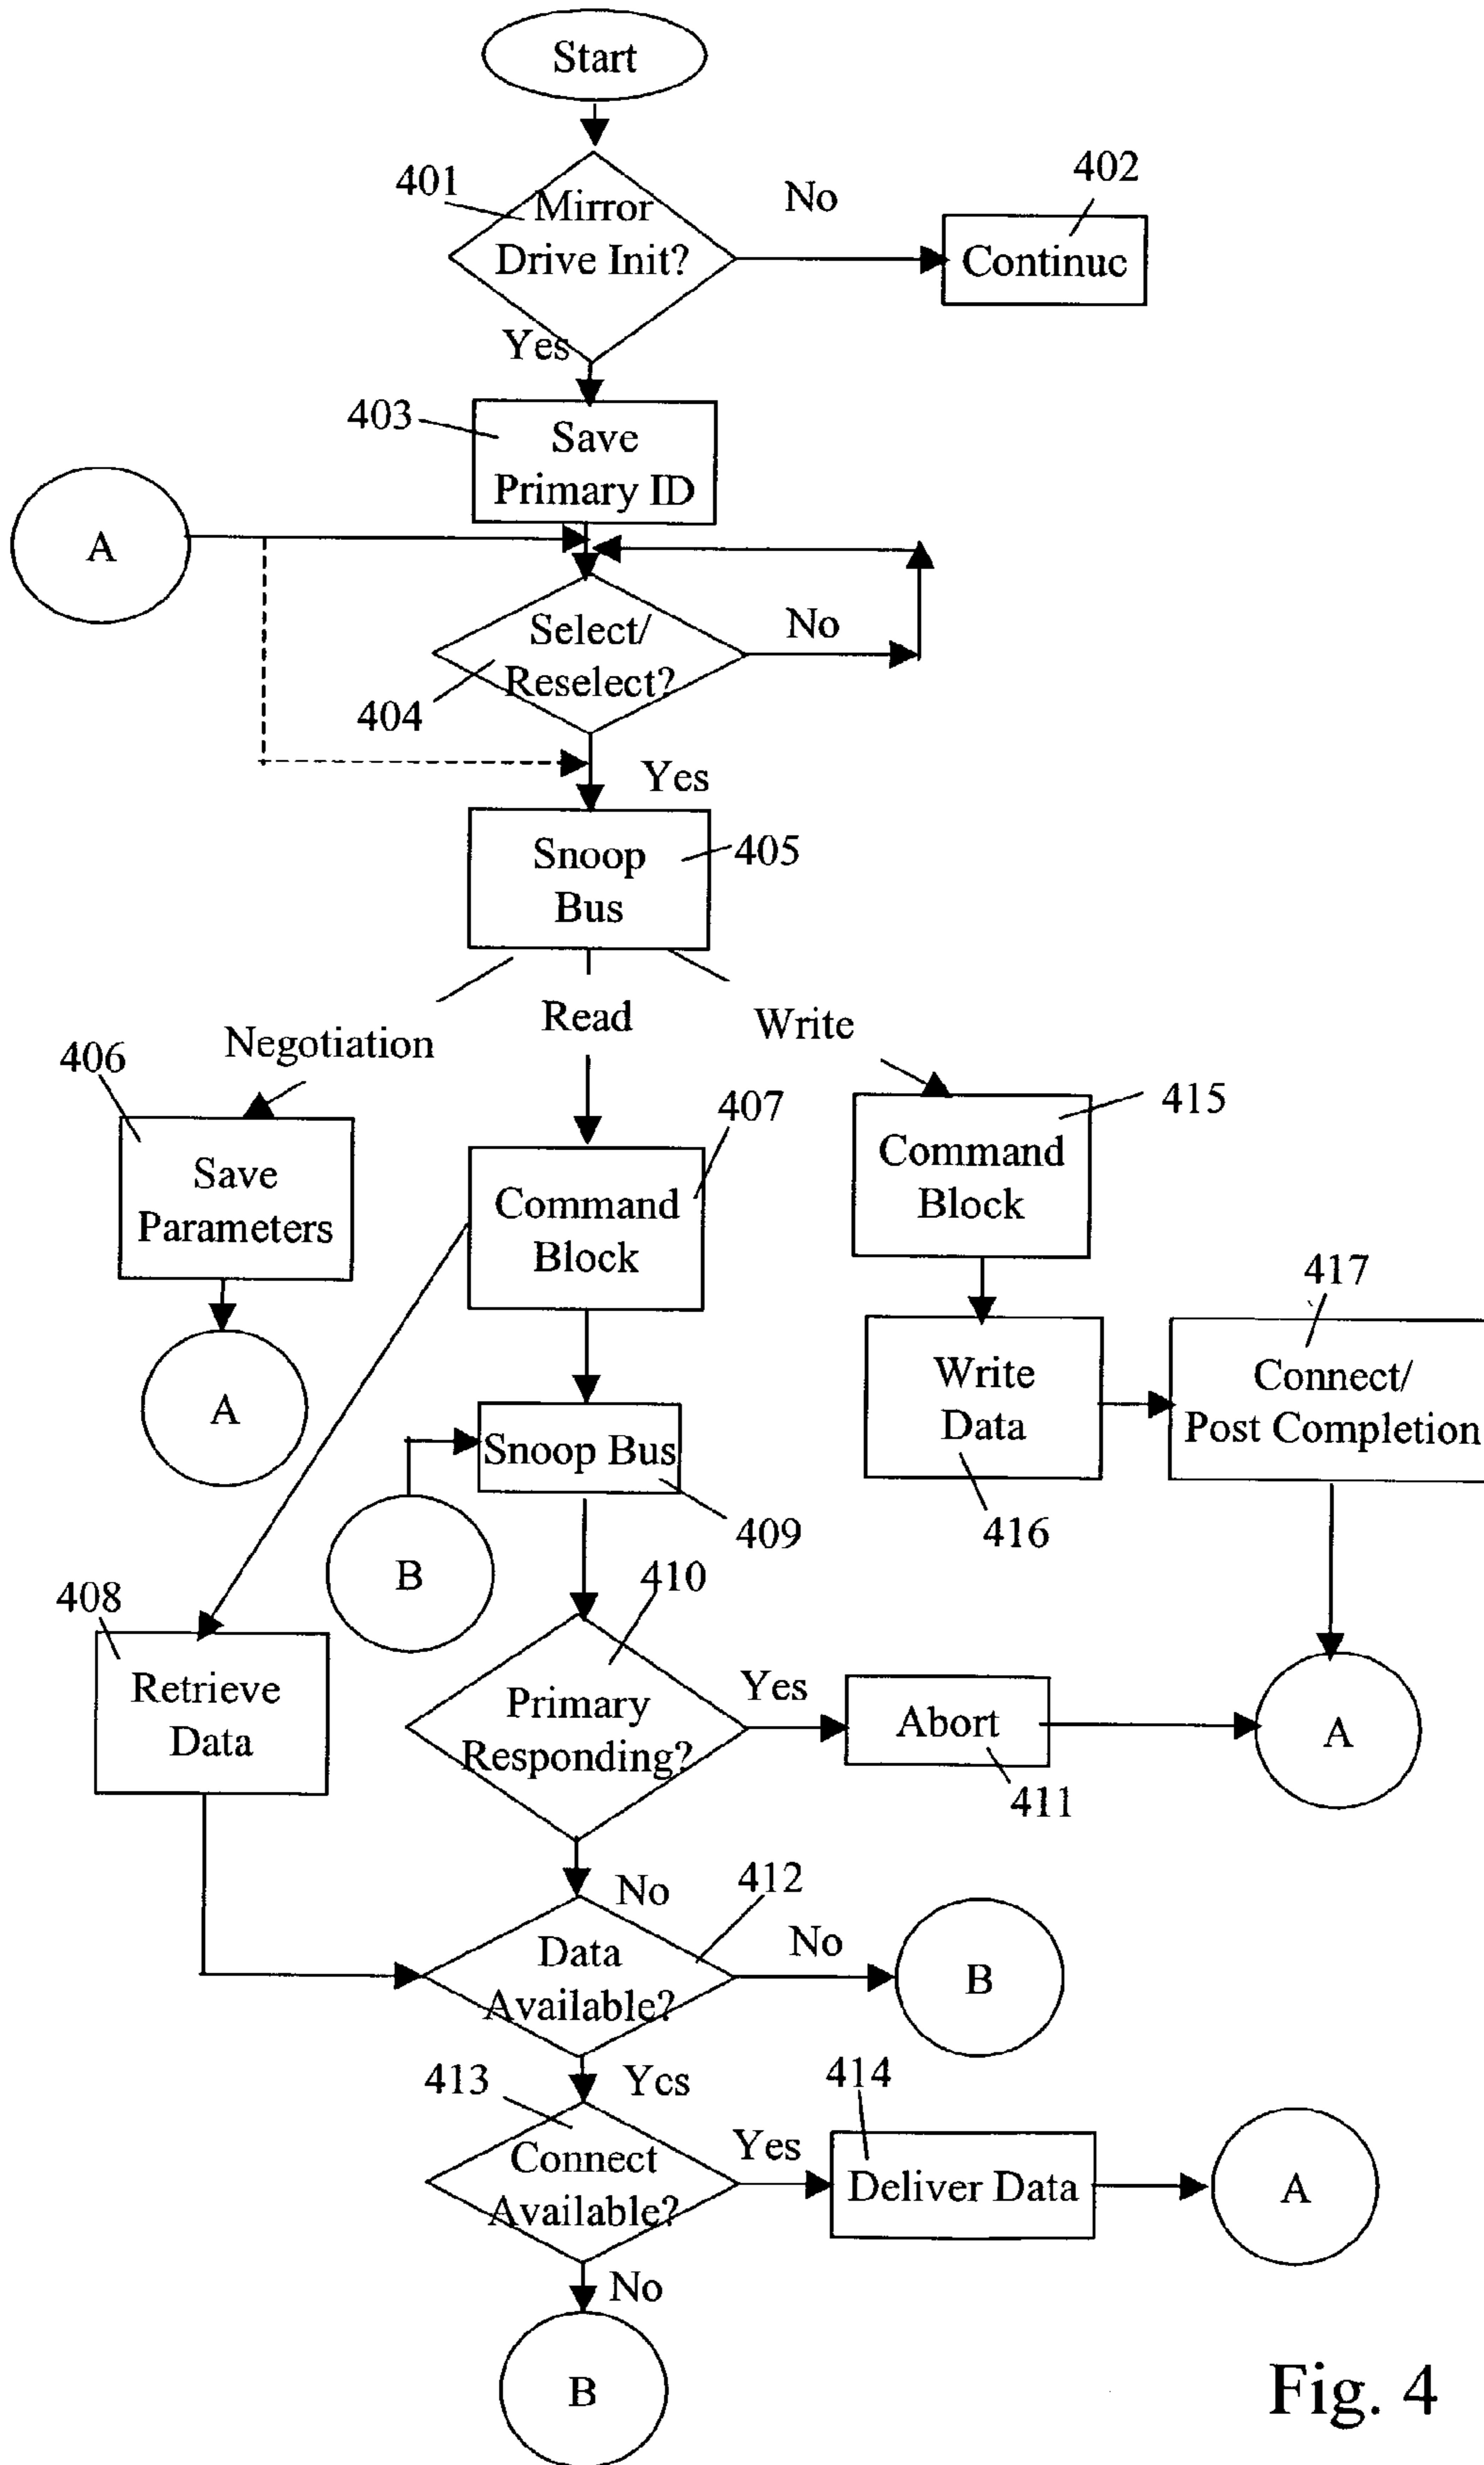 Start
401
Mirror
Drive Init?
No
402
Continue
Yes
403
Save
Primary ID
A
Select/
Reselect?
No
404
Yes
Snoop
Bus
405
Negotiation
Read
Write
406
Save
Parameters
A
407
Command
Block
415
Command
Block
417
Write
Data
416
Connect/
Post Completion
Snoop Bus
409
B
408
Retrieve
Data
410
Primary
Responding?
Yes
Abort
411
A
No
412
Data
Available?
No
B
413
Yes
Connect
Available?
Yes
414
Deliver Data
A
No
B
Fig. 4